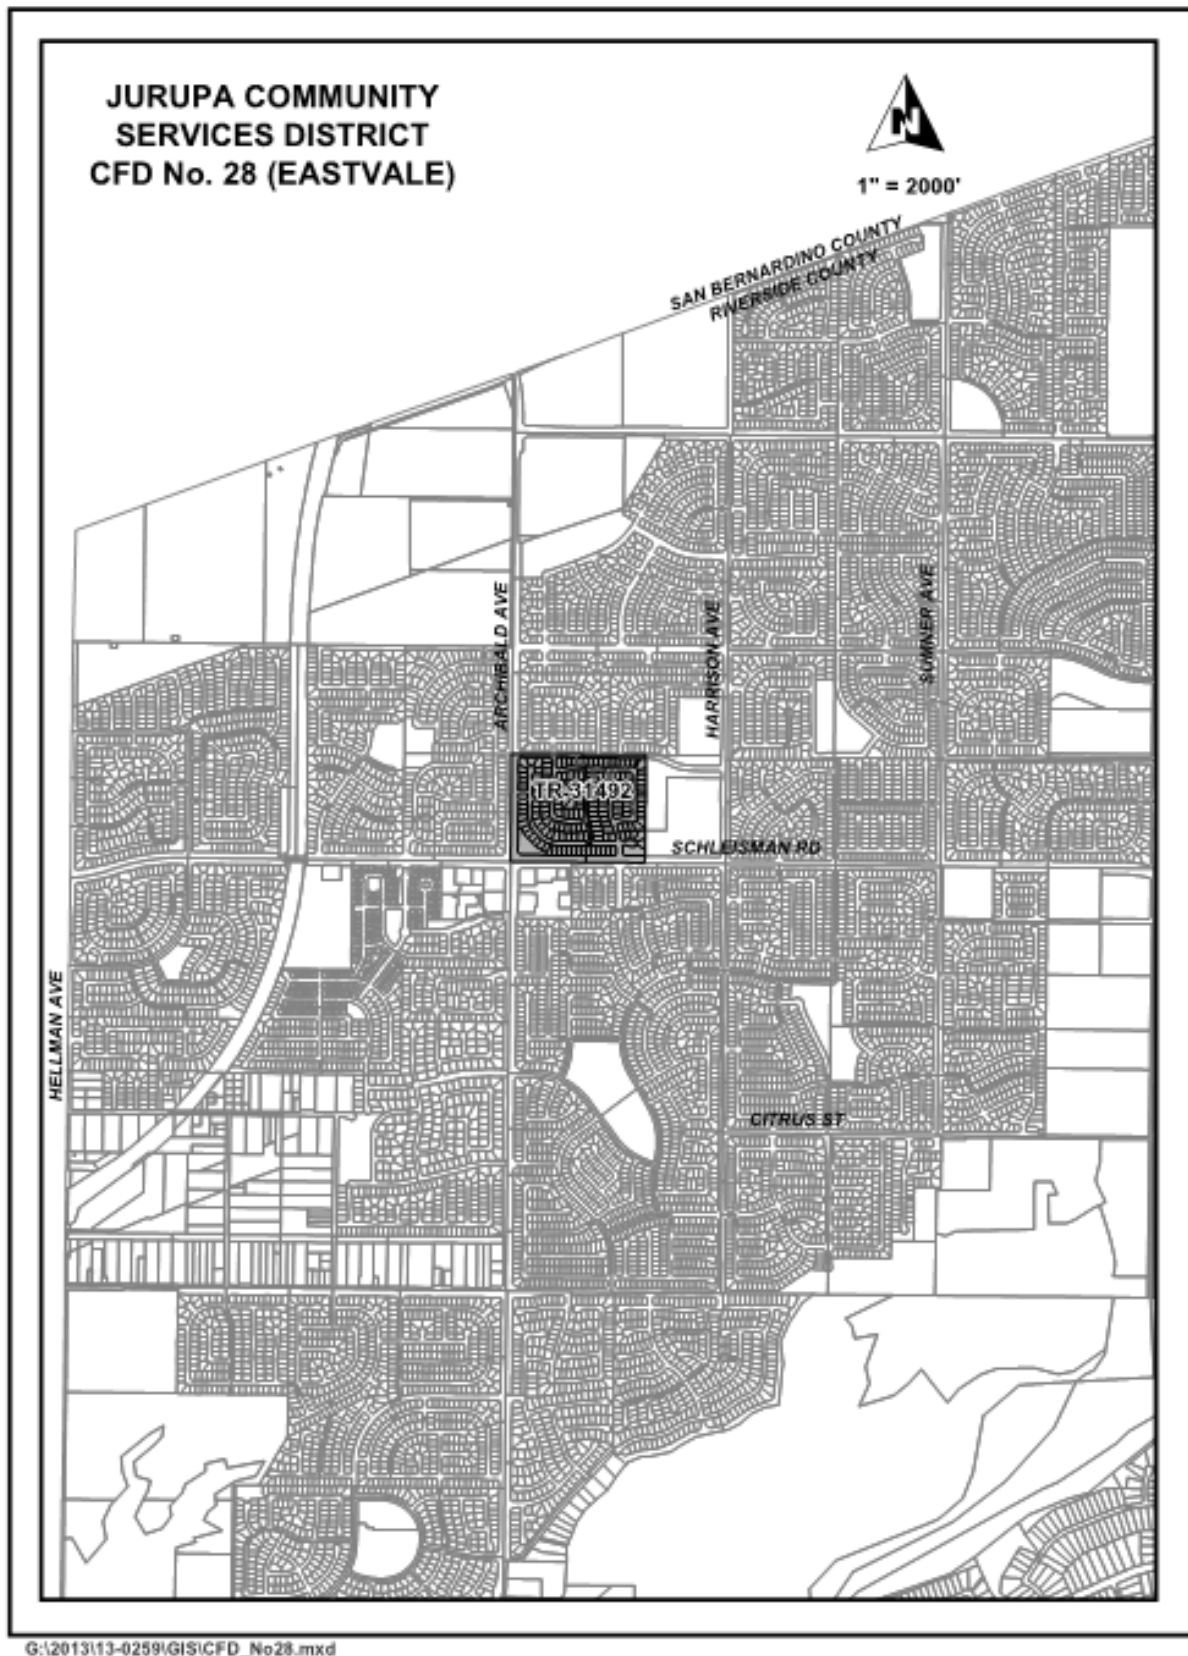 JURUPA COMMUNITY
SERVICES DISTRICT
CFD No. 28 (EASTVALE)
N
1" = 2000'
SAN BERNARDINO COUNTY
RIVERSIDE COUNTY
ARCHIBALD AVE
HARRISON AVE
SUMNER AVE
TR 31492
SCHLEISMAN RD
HELLMAN AVE
CITRUS ST
G:\2013\13-0259\GIS\CFD_No28.mxd